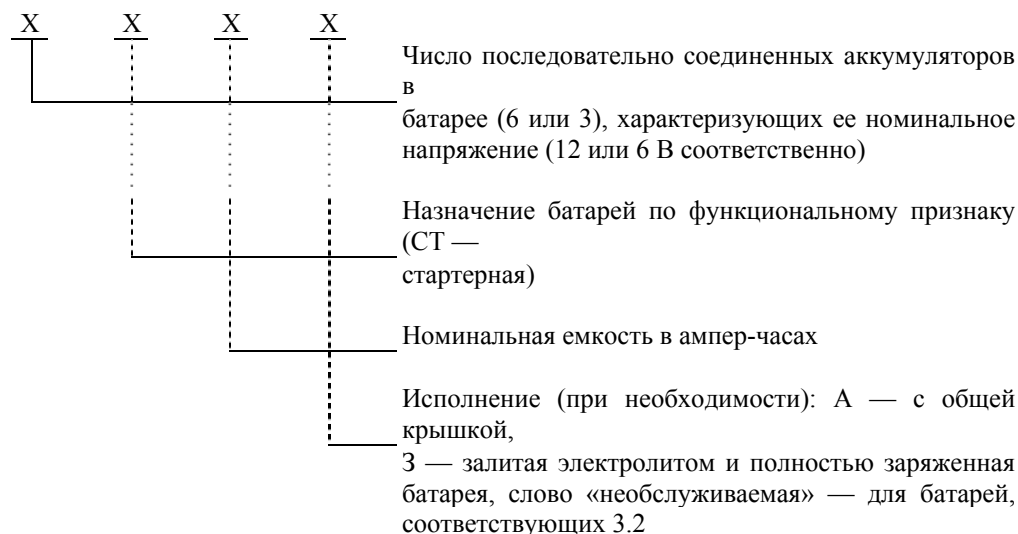 X X X X
Число последовательно соединенных аккумуляторов
в
батарее (6 или 3), характеризующих ее номинальное
напряжение (12 или 6 В соответственно)
Назначение батарей по функциональному признаку
(СТ —
стартерная)
Номинальная емкость в ампер-часах
Исполнение (при необходимости): А — с общей
крышкой,
З — залитая электролитом и полностью заряженная
батарея, слово «необслуживаемая» — для батарей,
соответствующих 3.2